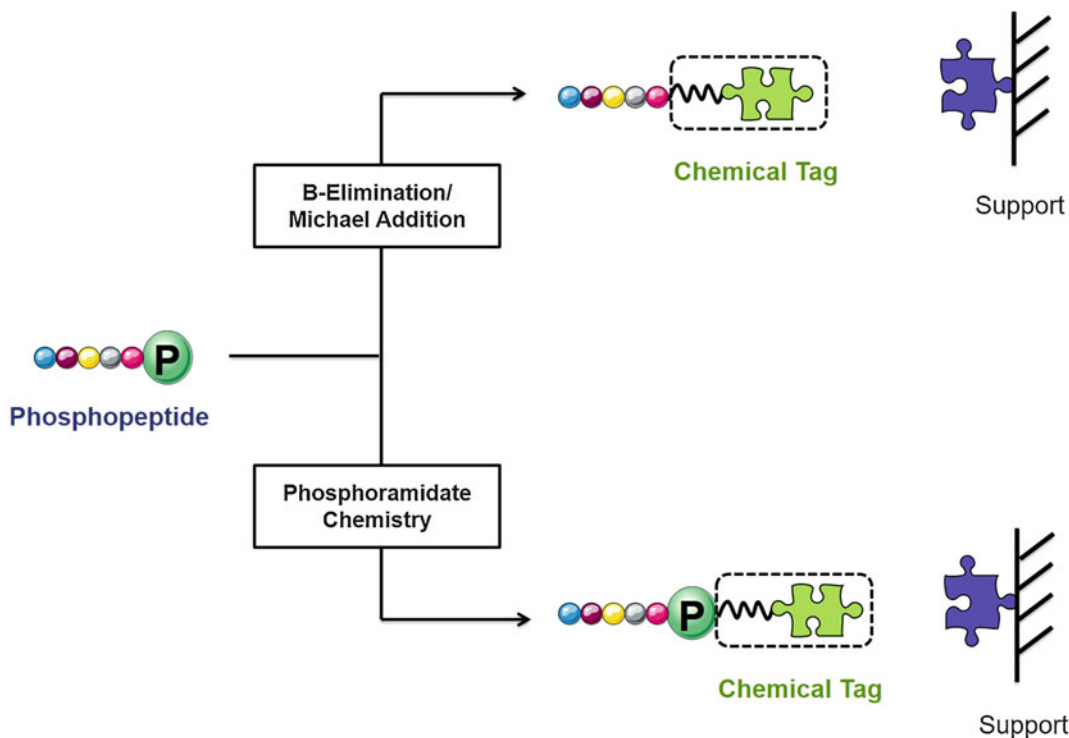 Chemical Tag
Support
B-Elimination/
Michael Addition
P
Phosphopeptide
Phosphoramidate
Chemistry
P
Chemical Tag
Support